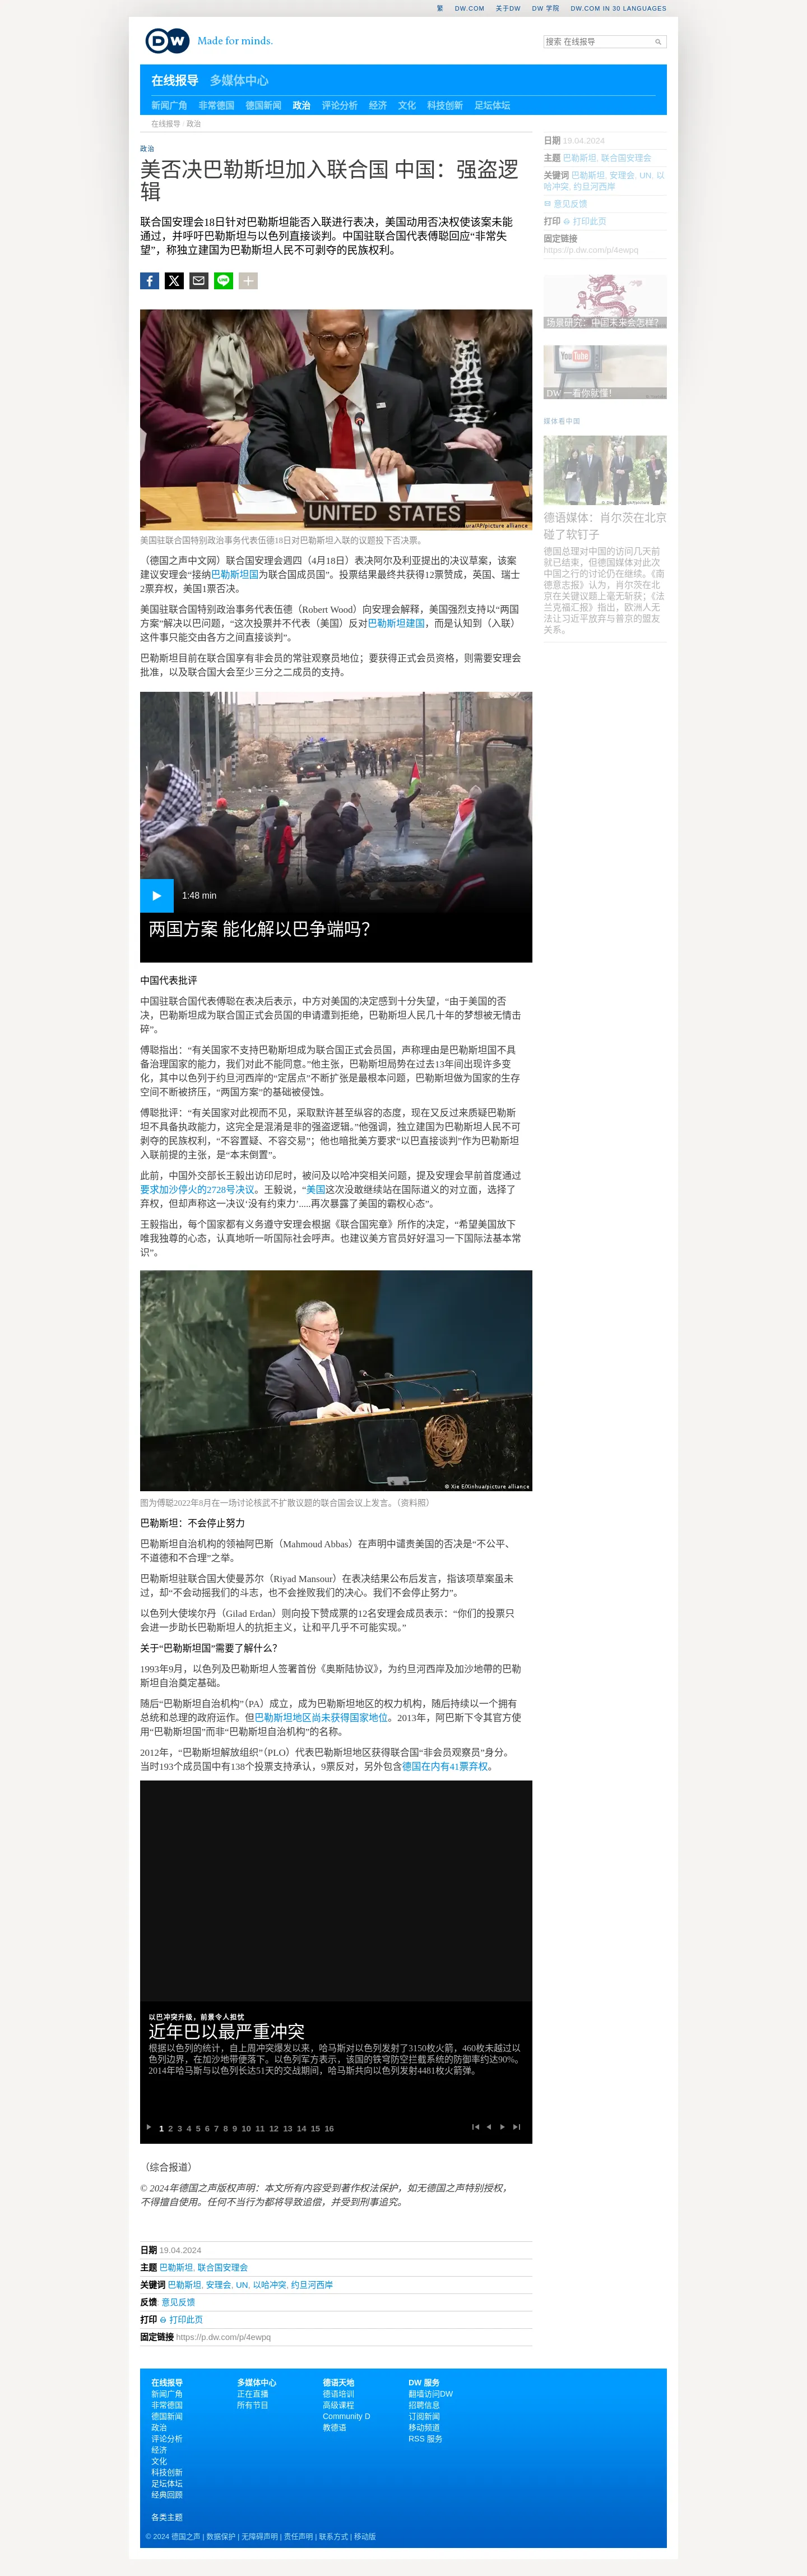 繁 DW.COM 关于DW DW 学院 DW.COM IN 30 LANGUAGES
DW Made for minds.
搜索 在线报导
在线报导 多媒体中心
新闻广角 非常德国 德国新闻 政治 评论分析 经济 文化 科技创新 足坛体坛
在线报导 / 政治
政治
美否决巴勒斯坦加入联合国 中国：强盗逻
辑
联合国安理会18日针对巴勒斯坦能否入联进行表决，美国动用否决权使该案未能
通过，并呼吁巴勒斯坦与以色列直接谈判。中国驻联合国代表傅聪回应“非常失
望”，称独立建国为巴勒斯坦人民不可剥夺的民族权利。
UNITED STATES
ura/AP/picture alliance
美国驻联合国特别政治事务代表伍德18日对巴勒斯坦入联的议题投下否决票。
（德国之声中文网）联合国安理会周四（4月18日）表决阿尔及利亚提出的决议草案，该案
建议安理会“接纳巴勒斯坦国为联合国成员国”。投票结果最终共获得12票赞成，英国、瑞士
2票弃权，美国1票否决。
美国驻联合国特别政治事务代表伍德（Robert Wood）向安理会解释，美国强烈支持以“两国
方案”解决以巴问题，“这次投票并不代表（美国）反对巴勒斯坦建国，而是认知到（入联）
这件事只能交由各方之间直接谈判”。
巴勒斯坦目前在联合国享有非会员的常驻观察员地位；要获得正式会员资格，则需要安理会
批准，以及联合国大会至少三分之二成员的支持。
1:48 min
两国方案 能化解以巴争端吗？
中国代表批评
中国驻联合国代表傅聪在表决后表示，中方对美国的决定感到十分失望，“由于美国的否
决，巴勒斯坦成为联合国正式会员国的申请遭到拒绝，巴勒斯坦人民几十年的梦想被无情击
碎”。
傅聪指出：“有关国家不支持巴勒斯坦成为联合国正式会员国，声称理由是巴勒斯坦国不具
备治理国家的能力，我们对此不能同意。”他主张，巴勒斯坦局势在过去13年间出现许多变
化，其中以色列于约旦河西岸的“定居点”不断扩张是最根本问题，巴勒斯坦做为国家的生存
空间不断被挤压，“两国方案”的基础被侵蚀。
傅聪批评：“有关国家对此视而不见，采取默许甚至纵容的态度，现在又反过来质疑巴勒斯
坦不具备执政能力，这完全是混淆是非的强盗逻辑。”他强调，独立建国为巴勒斯坦人民不可
剥夺的民族权利，“不容置疑、不容交易”；他也暗批美方要求“以巴直接谈判”作为巴勒斯坦
入联前提的主张，是“本末倒置”。
此前，中国外交部长王毅出访印尼时，被问及以哈冲突相关问题，提及安理会早前首度通过
要求加沙停火的2728号决议。王毅说，“美国这次没敢继续站在国际道义的对立面，选择了
弃权，但却声称这一决议‘没有约束力’.....再次暴露了美国的霸权心态”。
王毅指出，每个国家都有义务遵守安理会根据《联合国宪章》所作的决定，“希望美国放下
唯我独尊的心态，认真地听一听国际社会呼声。也建议美方官员好好温习一下国际法基本常
识”。
© Xie E/Xinhua/picture alliance
图为傅聪2022年8月在一场讨论核武不扩散议题的联合国会议上发言。（资料照）
巴勒斯坦：不会停止努力
巴勒斯坦自治机构的领袖阿巴斯（Mahmoud Abbas）在声明中谴责美国的否决是“不公平、
不道德和不合理”之举。
巴勒斯坦驻联合国大使曼苏尔（Riyad Mansour）在表决结果公布后发言，指该项草案虽未
过，却“不会动摇我们的斗志，也不会挫败我们的决心。我们不会停止努力”。
以色列大使埃尔丹（Gilad Erdan）则向投下赞成票的12名安理会成员表示：“你们的投票只
会进一步助长巴勒斯坦人的抗拒主义，让和平几乎不可能实现。”
关于“巴勒斯坦国”需要了解什么？
1993年9月，以色列及巴勒斯坦人签署首份《奥斯陆协议》，为约旦河西岸及加沙地帶的巴勒
斯坦自治奠定基础。
随后“巴勒斯坦自治机构”（PA）成立，成为巴勒斯坦地区的权力机构，随后持续以一个拥有
总统和总理的政府运作。但巴勒斯坦地区尚未获得国家地位。2013年，阿巴斯下令其官方使
用“巴勒斯坦国”而非“巴勒斯坦自治机构”的名称。
2012年，“巴勒斯坦解放组织”（PLO）代表巴勒斯坦地区获得联合国“非会员观察员”身分。
当时193个成员国中有138个投票支持承认，9票反对，另外包含德国在内有41票弃权。
以巴冲突升级，前景令人担忧
近年巴以最严重冲突
根据以色列的统计，自上周冲突爆发以来，哈马斯对以色列发射了3150枚火箭，460枚未越过以
色列边界，在加沙地带便落下。以色列军方表示，该国的铁穹防空拦截系统的防御率约达90%。
2014年哈马斯与以色列长达51天的交战期间，哈马斯共向以色列发射4481枚火箭弹。
1 2 3 4 5 6 7 8 9 10 11 12 13 14 15 16
（综合报道）
© 2024年德国之声版权声明：本文所有内容受到著作权法保护，如无德国之声特别授权，
不得擅自使用。任何不当行为都将导致追偿，并受到刑事追究。
日期 19.04.2024
主题 巴勒斯坦, 联合国安理会
关键词 巴勒斯坦, 安理会, UN, 以哈冲突, 约旦河西岸
反馈: 意见反馈
打印 打印此页
固定链接 https://p.dw.com/p/4ewpq
日期 19.04.2024
主题 巴勒斯坦, 联合国安理会
关键词 巴勒斯坦, 安理会, UN, 以
哈冲突, 约旦河西岸
意见反馈
打印 打印此页
固定链接
https://p.dw.com/p/4ewpq
场景研究：中国未来会怎样？
YouTube
DW 一看你就懂！
媒体看中国
德语媒体：肖尔茨在北京
碰了软钉子
德国总理对中国的访问几天前
就已结束，但德国媒体对此次
中国之行的讨论仍在继续。《南
德意志报》认为，肖尔茨在北
京在关键议题上毫无斩获；《法
兰克福汇报》指出，欧洲人无
法让习近平放弃与普京的盟友
关系。
在线报导
新闻广角
非常德国
德国新闻
政治
评论分析
经济
文化
科技创新
足坛体坛
经典回顾
各类主题
多媒体中心
正在直播
所有节目
德语天地
德语培训
高级课程
Community D
教德语
DW 服务
翻墙访问DW
招聘信息
订阅新闻
移动频道
RSS 服务
© 2024 德国之声 | 数据保护 | 无障碍声明 | 责任声明 | 联系方式 | 移动版